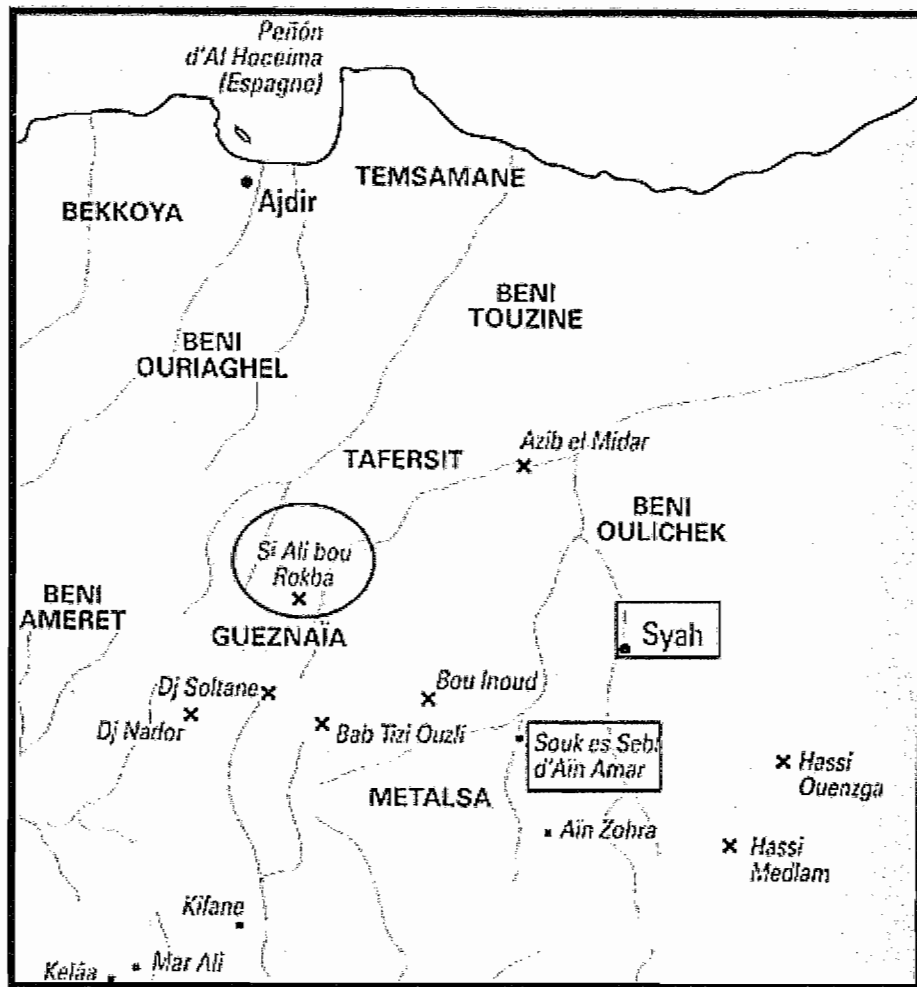 Peñón
d'Al Hoceima
(Espagne)
Ajdir
TEMSAMANE
BEKKOYA
BENI
TOUZINE
BENI
OURIAGHEL
Azib el Midar
TAFERSIT
BENI
OULICHEK
Si Ali bou
Rokba
BENI
AMERET
GUEZNAÏA
Syah
Dj Soltane
Bou Inoud
Dj Nador
Bab Tizi Ouzli
Souk es Sebt
d'Aïn Amar
Hassi
Ouenzga
METALSA
Aïn Zohra
Hassi
Medlam
Kifane
Mar Ali
Kelâa